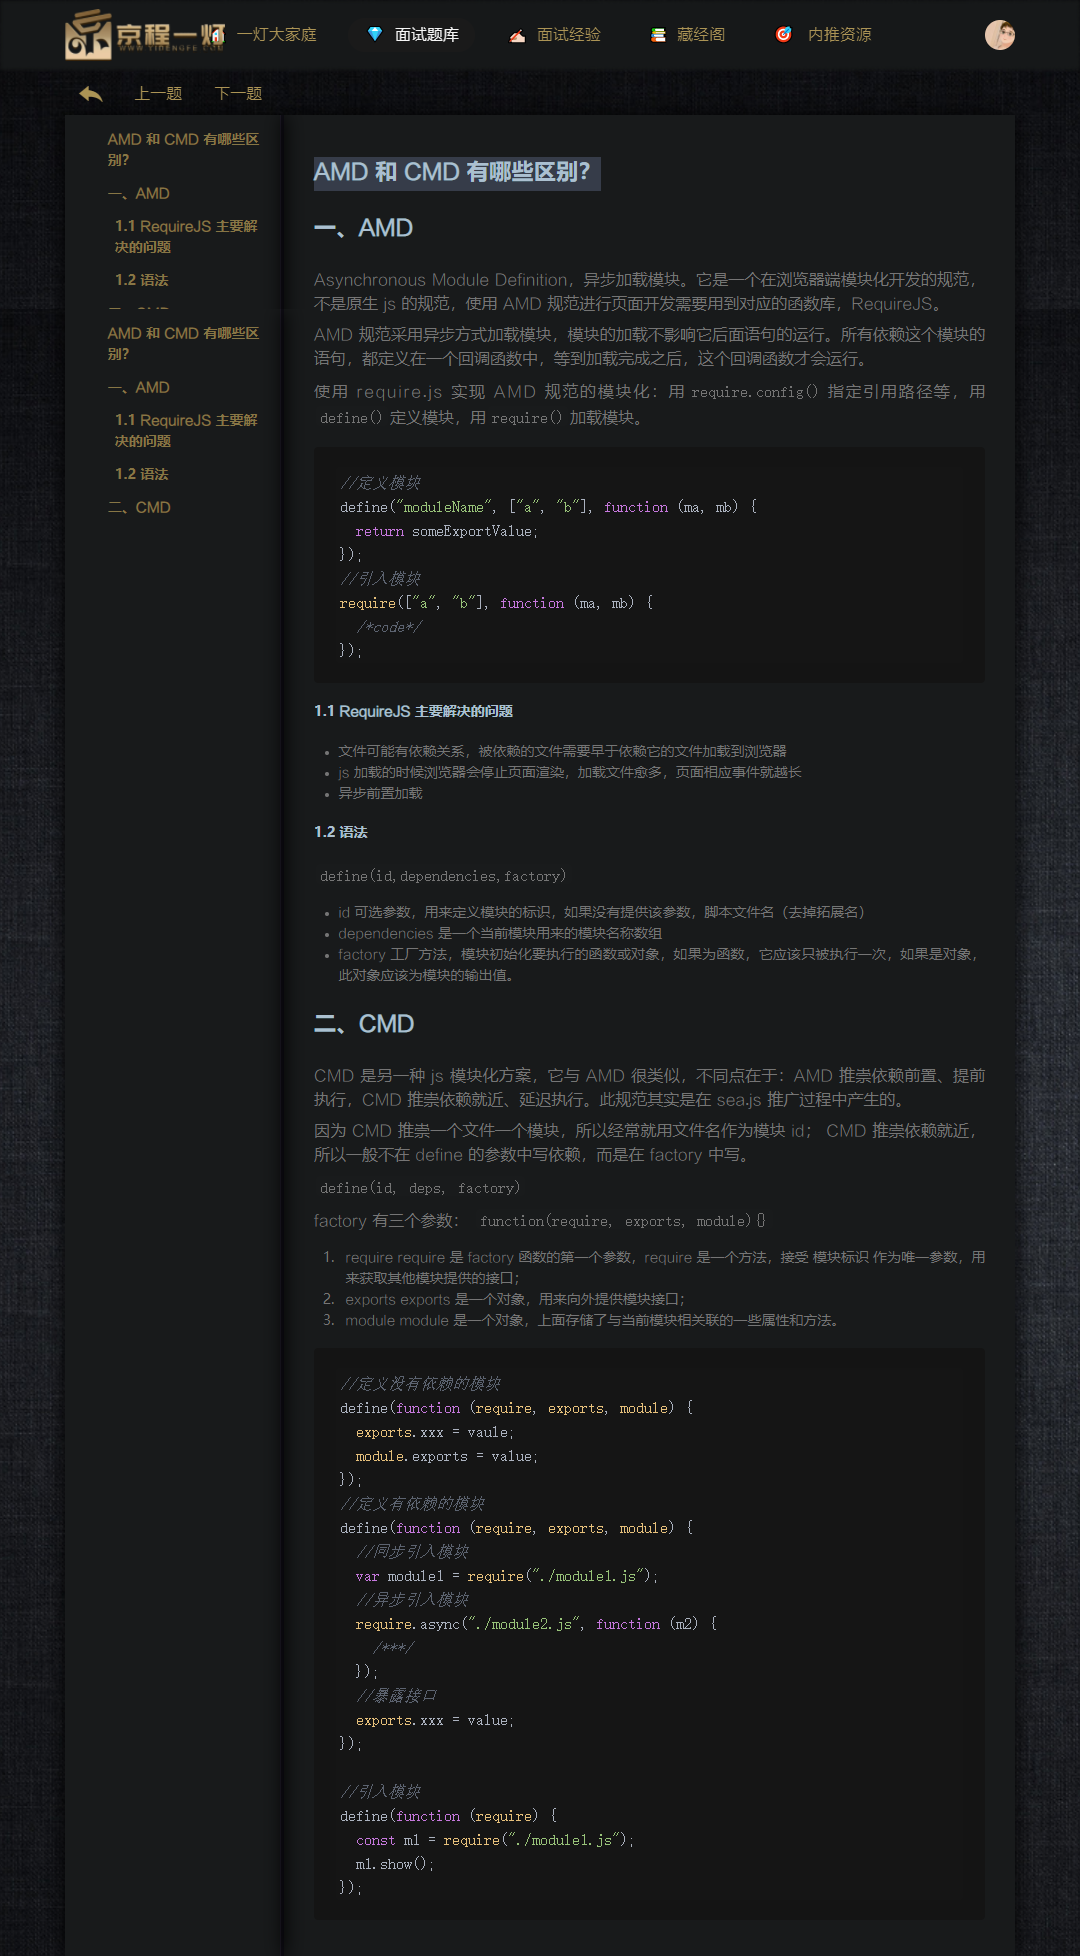 京程一灯
WWW.YIDENGFE.COM
一灯大家庭
面试题库
面试经验
藏经阁
内推资源
上一题
下一题
AMD 和 CMD 有哪些区
别?
一、AMD
1.1 RequireJS 主要解
决的问题
1.2 语法
AMD 和 CMD 有哪些区
别?
一、AMD
1.1 RequireJS 主要解
决的问题
1.2 语法
二、CMD
AMD 和 CMD 有哪些区别?
一、AMD
Asynchronous Module Definition，异步加载模块。它是一个在浏览器端模块化开发的规范，
不是原生 js 的规范，使用 AMD 规范进行页面开发需要用到对应的函数库，RequireJS。
AMD 规范采用异步方式加载模块，模块的加载不影响它后面语句的运行。所有依赖这个模块的
语句，都定义在一个回调函数中，等到加载完成之后，这个回调函数才会运行。
使用 require.js 实现 AMD 规范的模块化：用 require.config() 指定引用路径等，用
define() 定义模块，用 require() 加载模块。
//定义模块
define("moduleName", ["a", "b"], function (ma, mb) {
  return someExportValue;
});
//引入模块
require(["a", "b"], function (ma, mb) {
  /*code*/
});
1.1 RequireJS 主要解决的问题
• 文件可能有依赖关系，被依赖的文件需要早于依赖它的文件加载到浏览器
• js 加载的时候浏览器会停止页面渲染，加载文件愈多，页面相应事件就越长
• 异步前置加载
1.2 语法
define(id,dependencies,factory)
• id 可选参数，用来定义模块的标识，如果没有提供该参数，脚本文件名（去掉拓展名）
• dependencies 是一个当前模块用来的模块名称数组
• factory 工厂方法，模块初始化要执行的函数或对象，如果为函数，它应该只被执行一次，如果是对象，
此对象应该为模块的输出值。
二、CMD
CMD 是另一种 js 模块化方案，它与 AMD 很类似，不同点在于：AMD 推崇依赖前置、提前
执行，CMD 推崇依赖就近、延迟执行。此规范其实是在 sea.js 推广过程中产生的。
因为 CMD 推崇一个文件一个模块，所以经常就用文件名作为模块 id； CMD 推崇依赖就近，
所以一般不在 define 的参数中写依赖，而是在 factory 中写。
define(id, deps, factory)
factory 有三个参数： function(require, exports, module){}
1. require require 是 factory 函数的第一个参数，require 是一个方法，接受 模块标识 作为唯一参数，用
来获取其他模块提供的接口；
2. exports exports 是一个对象，用来向外提供模块接口；
3. module module 是一个对象，上面存储了与当前模块相关联的一些属性和方法。
//定义没有依赖的模块
define(function (require, exports, module) {
  exports.xxx = vaule;
  module.exports = value;
});
//定义有依赖的模块
define(function (require, exports, module) {
  //同步引入模块
  var module1 = require("./module1.js");
  //异步引入模块
  require.async("./module2.js", function (m2) {
    /***/
  });
  //暴露接口
  exports.xxx = value;
});
//引入模块
define(function (require) {
  const m1 = require("./module1.js");
  m1.show();
});